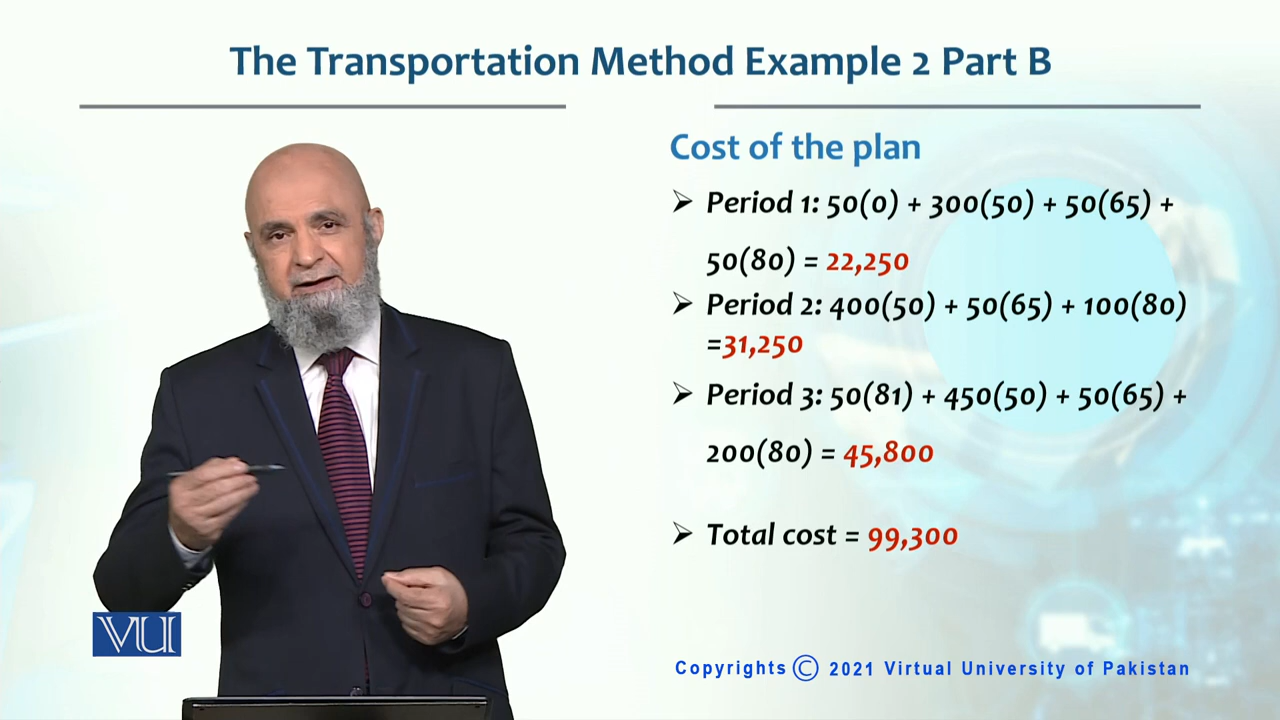 The Transportation Method Example 2 Part B
Cost of the plan
➢ Period 1: 50(0) + 300(50) + 50(65) +
50(80) = 22,250
➢ Period 2: 400(50) + 50(65) + 100(80)
=31,250
➢ Period 3: 50(81) + 450(50) + 50(65) +
200(80) = 45,800
➢ Total cost = 99,300
VU
Copyrights © 2021 Virtual University of Pakistan